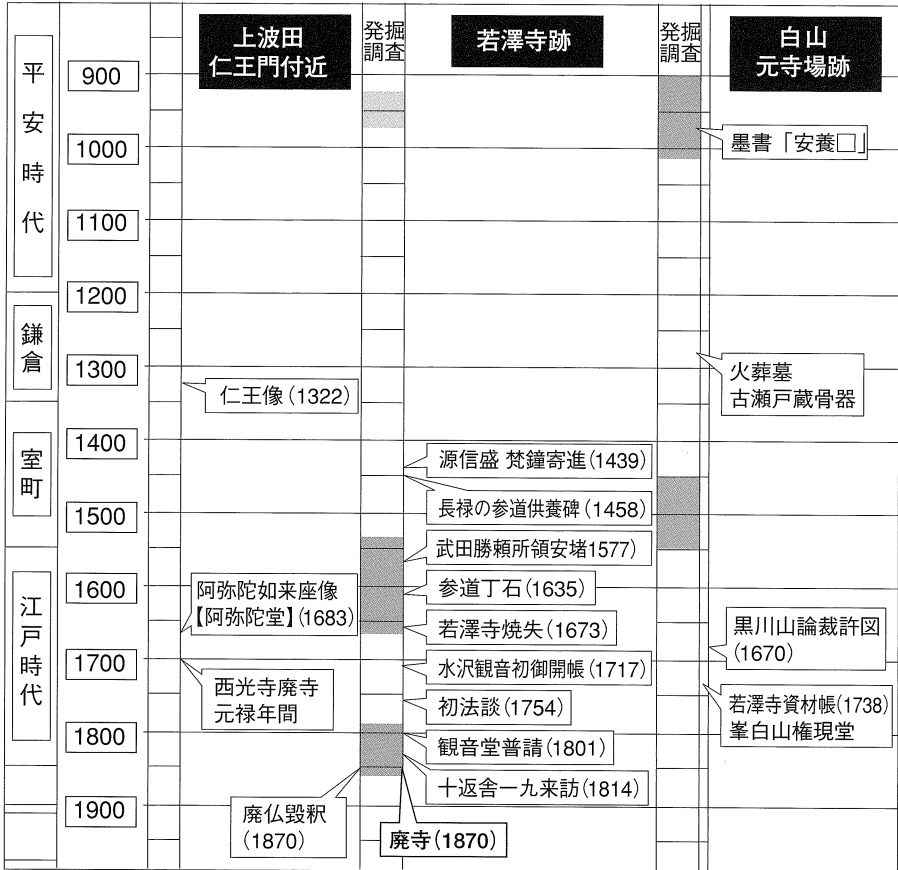 平安時代
鎌倉
室町
江戸時代
900
1000
1100
1200
1300
1400
1500
1600
1700
1800
1900
上波田
仁王門付近
仁王像(1322)
阿弥陀如来座像
【阿弥陀堂】(1683)
西光寺廃寺
元禄年間
廃仏毀釈
(1870)
発掘
調査
若澤寺跡
源信盛 梵鐘寄進(1439)
長禄の参道供養碑(1458)
武田勝頼所領安堵1577)
参道丁石(1635)
若澤寺焼失(1673)
水沢観音初御開帳(1717)
初法談(1754)
観音堂普請(1801)
十返舎一九来訪(1814)
廃寺(1870)
発掘
調査
白山
元寺場跡
墨書「安養□」
火葬墓
古瀬戸蔵骨器
黒川山論裁許図
(1670)
若澤寺資材帳(1738)
峯白山権現堂